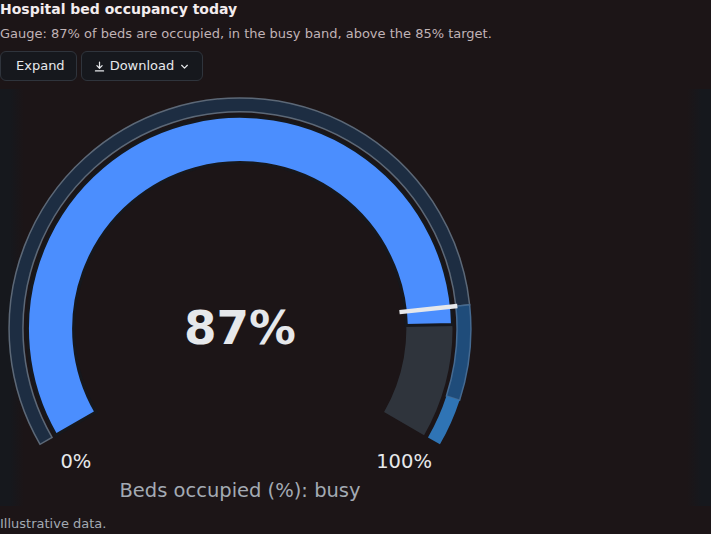 Hospital bed occupancy today
Gauge: 87% of beds are occupied, in the busy band, above the 85% target.
Expand
Download
87%
0%
100%
Beds occupied (%): busy
Illustrative data.